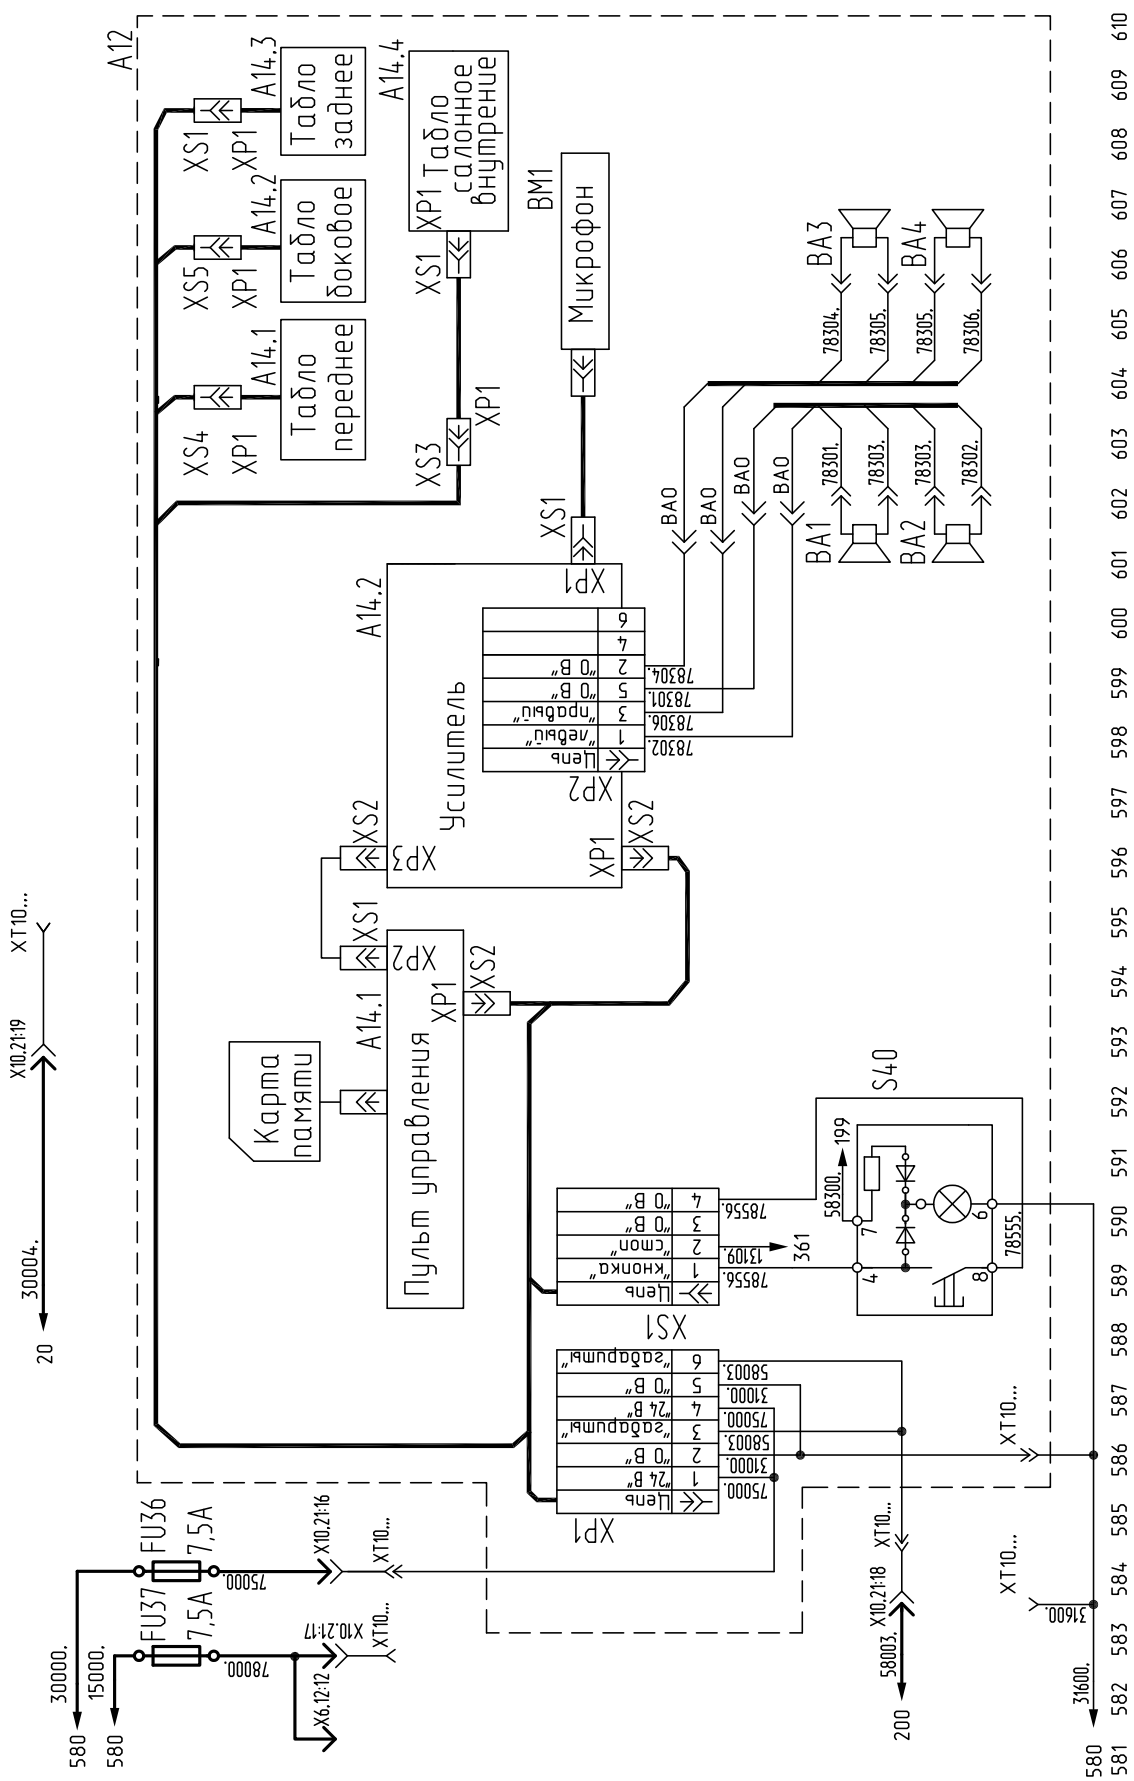 A12
XS1
XP1
A14.3
Табло
заднее
XS5
XP1
A14.2
Табло
боковое
XS4
XP1
A14.1
Табло
переднее
A14.4
XP1 Табло
салонное
внутрение
XS1
XP1
XS3
BM1
Микрофон
XS1
XP1
A14.2
Усилитель
XS2
XP3
XP1
XS2
XP2
Цепь
"левый" 1 78302.
"правый" 3 78306.
"0 В" 5 78301.
"0 В" 2 78304.
4
6
BA0
BA0
BA0
BA0
BA3
78304.
78305.
BA4
78305.
78306.
BA1
78301.
78303.
BA2
78303.
78302.
XS1
XP2
A14.1
XP1
XS2
Пульт управления
Карта
памяти
X10.21:19
XT10...
30004.
20
XS1
Цепь
"кнопка" 1 78556.
"стоп" 2 13109.
"0 В" 3
"0 В" 4 78556.
361
S40
58300.
199
7
4
6
8
78555.
XP1
Цепь
"24 В" 1 75000.
"0 В" 2 31000.
"габариты" 3 58003.
"24 В" 4 75000.
"0 В" 5 31000.
"габариты" 6 58003.
30000.
580
FU36
7,5А
75000.
X10.21:16
XT10...
15000.
580
FU37
7,5А
78000.
X10.21:17
XT10...
X6.12:12
200
58003.
X10.21:18
XT10...
XT10...
XT10...
31600.
31600.
580
581 582 583 584 585 586 587 588 589 590 591 592 593 594 595 596 597 598 599 600 601 602 603 604 605 606 607 608 609 610